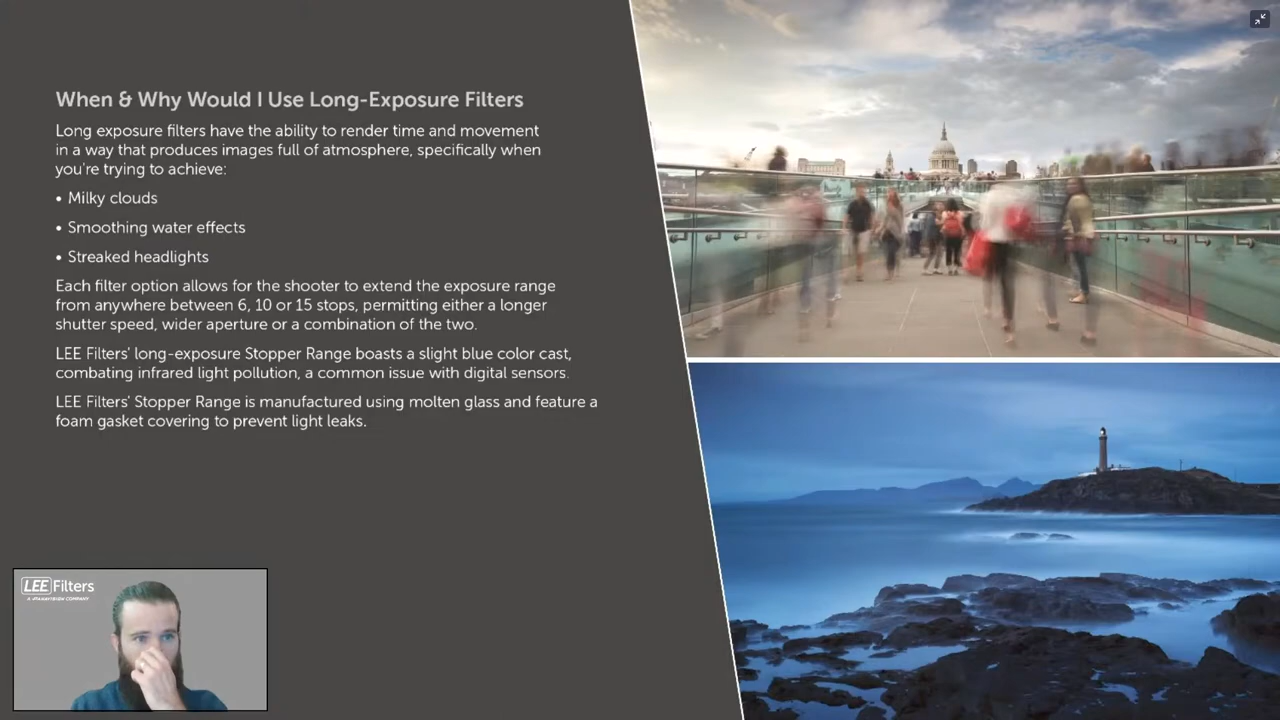 When & Why Would I Use Long-Exposure Filters
Long exposure filters have the ability to render time and movement
in a way that produces images full of atmosphere, specifically when
you're trying to achieve:
• Milky clouds
• Smoothing water effects
• Streaked headlights
Each filter option allows for the shooter to extend the exposure range
from anywhere between 6, 10 or 15 stops, permitting either a longer
shutter speed, wider aperture or a combination of the two.
LEE Filters' long-exposure Stopper Range boasts a slight blue color cast,
combating infrared light pollution, a common issue with digital sensors.
LEE Filters' Stopper Range is manufactured using molten glass and feature a
foam gasket covering to prevent light leaks.
LEE Filters
A PANAVISION COMPANY